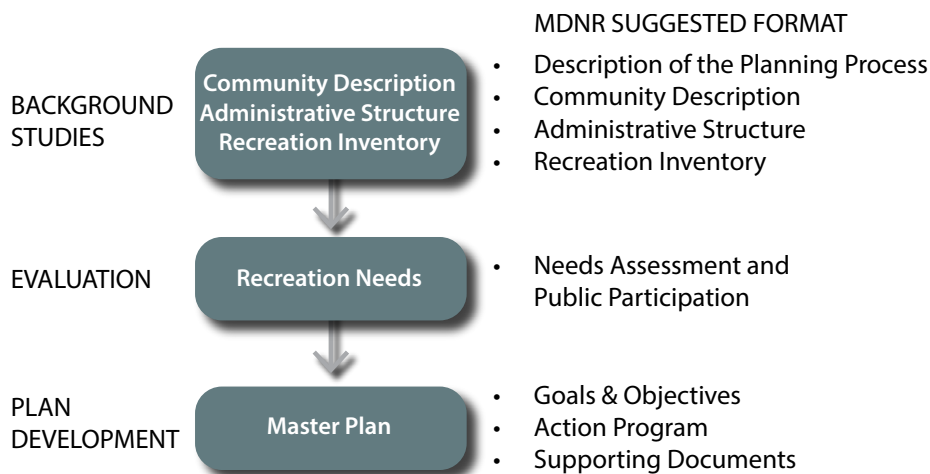 MDNR SUGGESTED FORMAT
BACKGROUND
STUDIES
Community Description
Administrative Structure
Recreation Inventory
• Description of the Planning Process
• Community Description
• Administrative Structure
• Recreation Inventory
EVALUATION
Recreation Needs
• Needs Assessment and
Public Participation
PLAN
DEVELOPMENT
Master Plan
• Goals & Objectives
• Action Program
• Supporting Documents